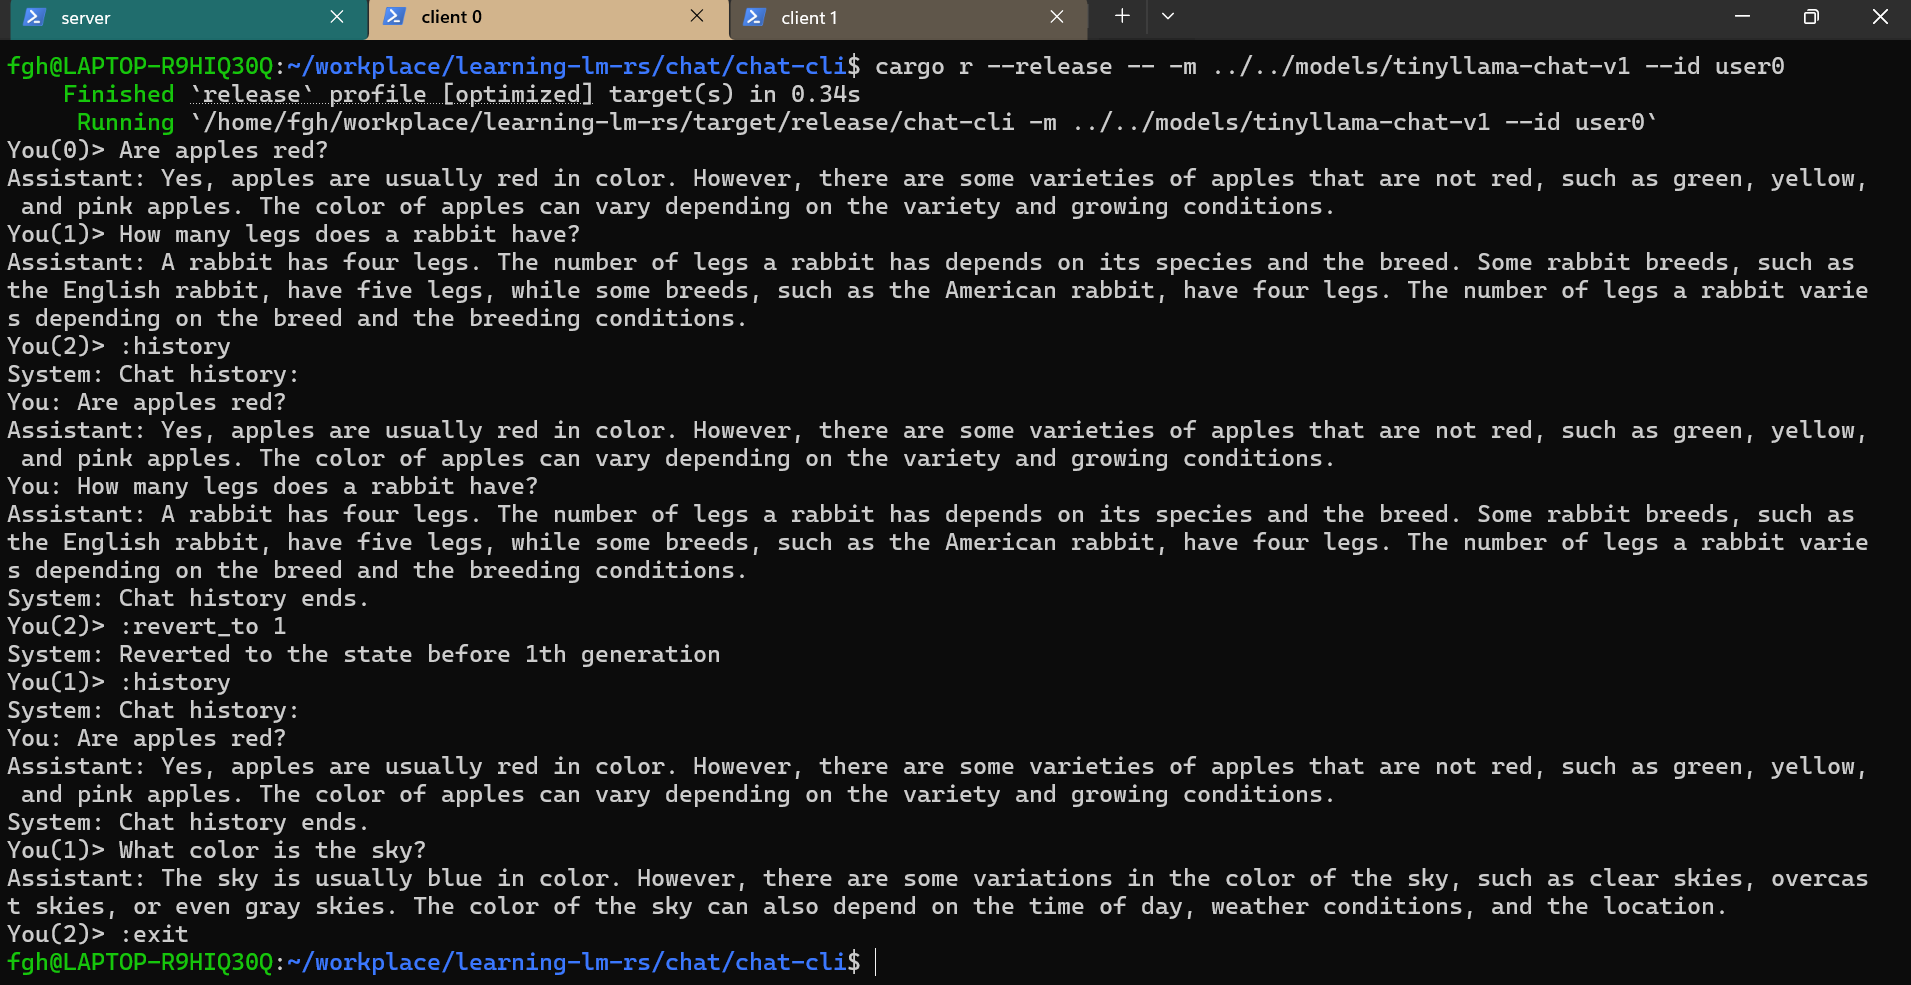 server
client 0
client 1
fgh@LAPTOP-R9HIQ30Q:~/workplace/learning-lm-rs/chat/chat-cli$ cargo r --release -- -m ../../models/tinyllama-chat-v1 --id user0
    Finished `release` profile [optimized] target(s) in 0.34s
     Running `/home/fgh/workplace/learning-lm-rs/target/release/chat-cli -m ../../models/tinyllama-chat-v1 --id user0`
You(0)> Are apples red?
Assistant: Yes, apples are usually red in color. However, there are some varieties of apples that are not red, such as green, yellow,
 and pink apples. The color of apples can vary depending on the variety and growing conditions.
You(1)> How many legs does a rabbit have?
Assistant: A rabbit has four legs. The number of legs a rabbit has depends on its species and the breed. Some rabbit breeds, such as
the English rabbit, have five legs, while some breeds, such as the American rabbit, have four legs. The number of legs a rabbit varie
s depending on the breed and the breeding conditions.
You(2)> :history
System: Chat history:
You: Are apples red?
Assistant: Yes, apples are usually red in color. However, there are some varieties of apples that are not red, such as green, yellow,
 and pink apples. The color of apples can vary depending on the variety and growing conditions.
You: How many legs does a rabbit have?
Assistant: A rabbit has four legs. The number of legs a rabbit has depends on its species and the breed. Some rabbit breeds, such as
the English rabbit, have five legs, while some breeds, such as the American rabbit, have four legs. The number of legs a rabbit varie
s depending on the breed and the breeding conditions.
System: Chat history ends.
You(2)> :revert_to 1
System: Reverted to the state before 1th generation
You(1)> :history
System: Chat history:
You: Are apples red?
Assistant: Yes, apples are usually red in color. However, there are some varieties of apples that are not red, such as green, yellow,
 and pink apples. The color of apples can vary depending on the variety and growing conditions.
System: Chat history ends.
You(1)> What color is the sky?
Assistant: The sky is usually blue in color. However, there are some variations in the color of the sky, such as clear skies, overcas
t skies, or even gray skies. The color of the sky can also depend on the time of day, weather conditions, and the location.
You(2)> :exit
fgh@LAPTOP-R9HIQ30Q:~/workplace/learning-lm-rs/chat/chat-cli$